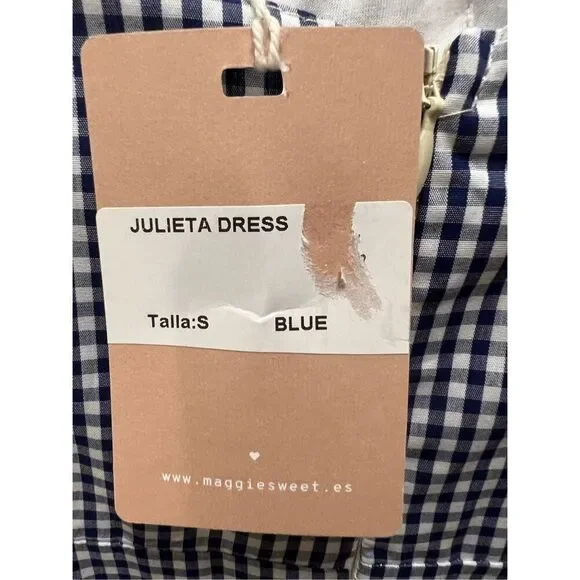 JULIETA DRESS
Talla:S BLUE
www.maggiesweet.es